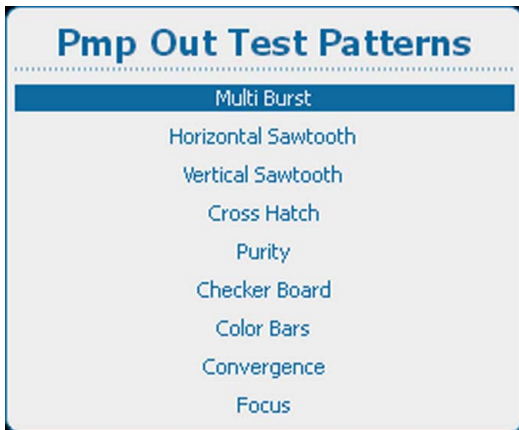 Pmp Out Test Patterns
Multi Burst
Horizontal Sawtooth
Vertical Sawtooth
Cross Hatch
Purity
Checker Board
Color Bars
Convergence
Focus